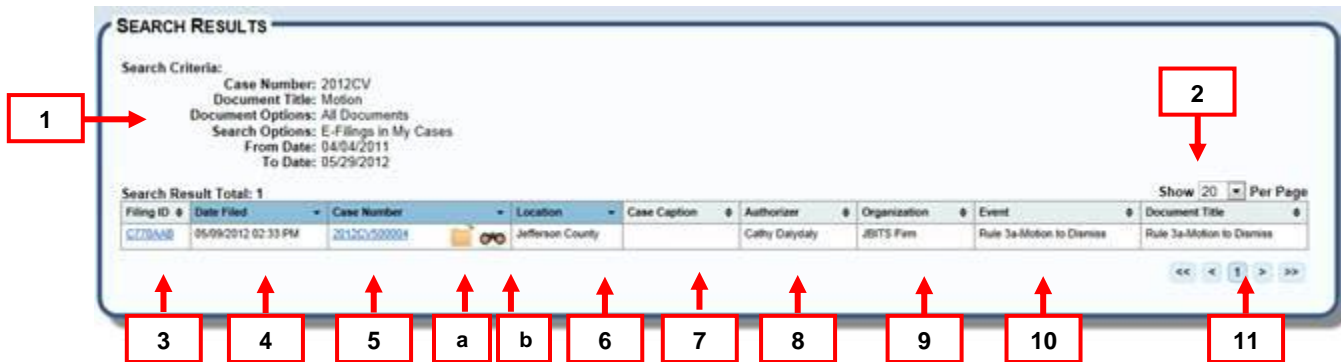 SEARCH RESULTS
Search Criteria:
Case Number: 2012CV
Document Title: Motion
Document Options: All Documents
Search Options: E-Filings in My Cases
From Date: 04/04/2011
To Date: 05/29/2012
1
2
Search Result Total: 1
Show 20 Per Page
Filing ID Date Filed Case Number Location Case Caption Authorizer Organization Event Document Title
C77BAAB 05/09/2012 02:33 PM 2012CV500004 Jefferson County Cathy Dalydaly JBITS Firm Rule 3a-Motion to Dismiss Rule 3a-Motion to Dismiss
<< < 1 > >>
3 4 5 a b 6 7 8 9 10 11